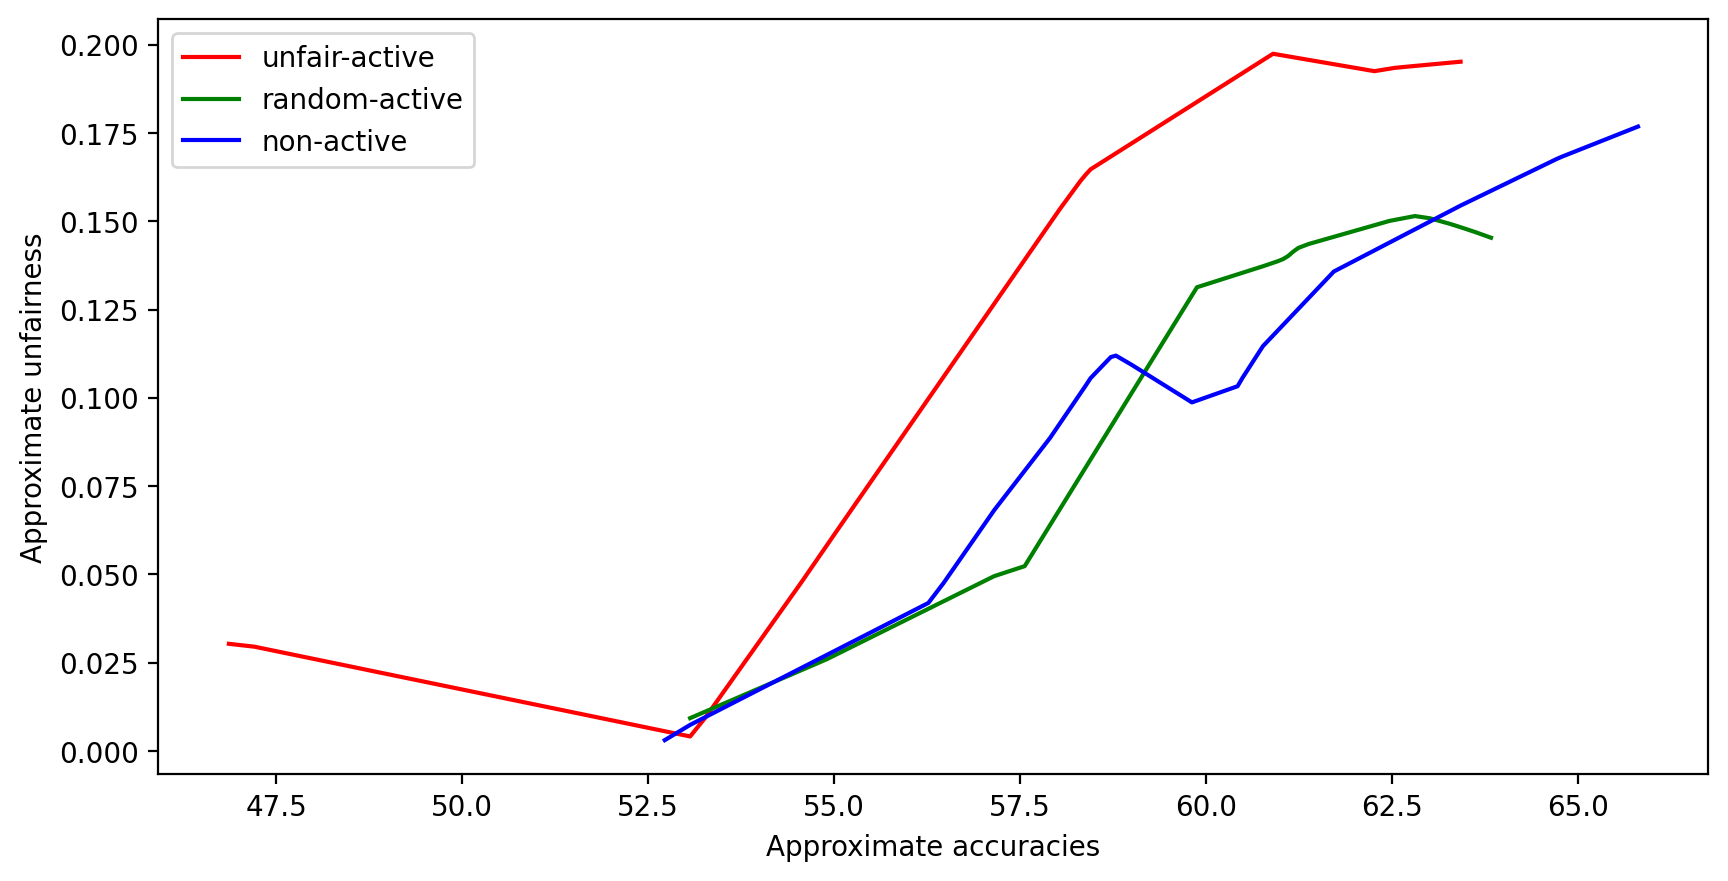 unfair-active
random-active
non-active
0.200
0.175
0.150
0.125
0.100
0.075
0.050
0.025
0.000
Approximate unfairness
47.5 50.0 52.5 55.0 57.5 60.0 62.5 65.0
Approximate accuracies